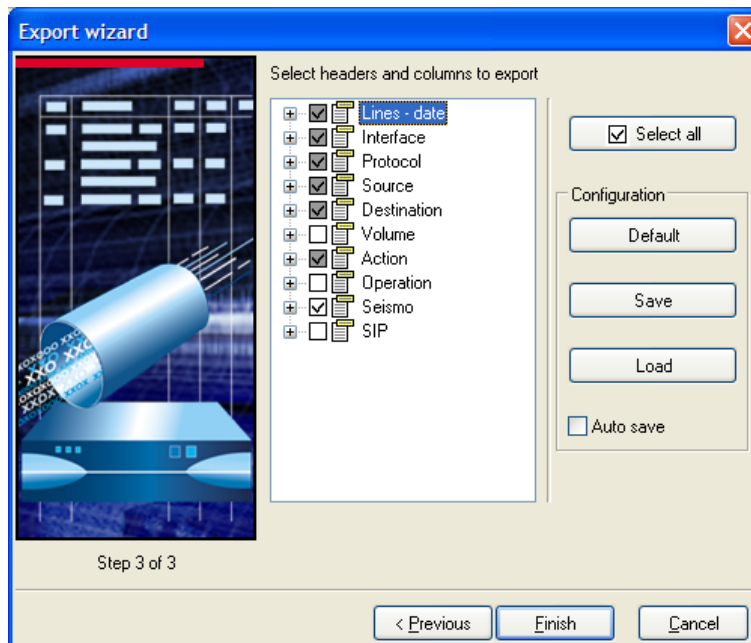 Export wizard
Select headers and columns to export
Lines - date
Interface
Protocol
Source
Destination
Volume
Action
Operation
Seismo
SIP
Select all
Configuration
Default
Save
Load
Auto save
Step 3 of 3
< Previous
Finish
Cancel